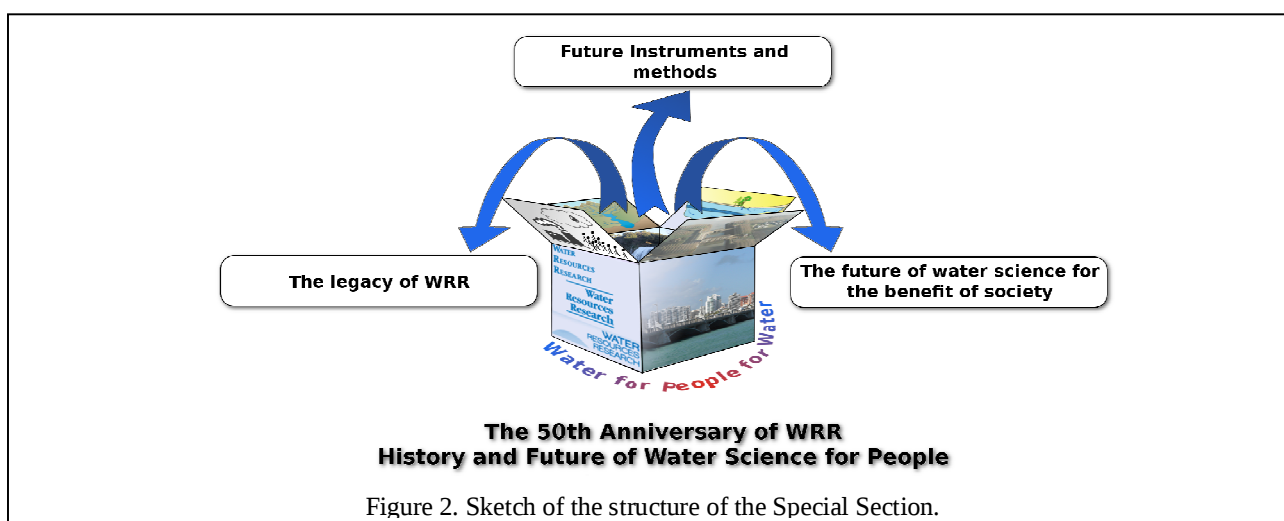 Future Instruments and
methods
The legacy of WRR
The future of water science for
the benefit of society
WATER
RESOURCES
RESEARCH
Water
Resources
Research
WATER
RESOURCES
RESEARCH
Water for People for Water
The 50th Anniversary of WRR
History and Future of Water Science for People
Figure 2. Sketch of the structure of the Special Section.